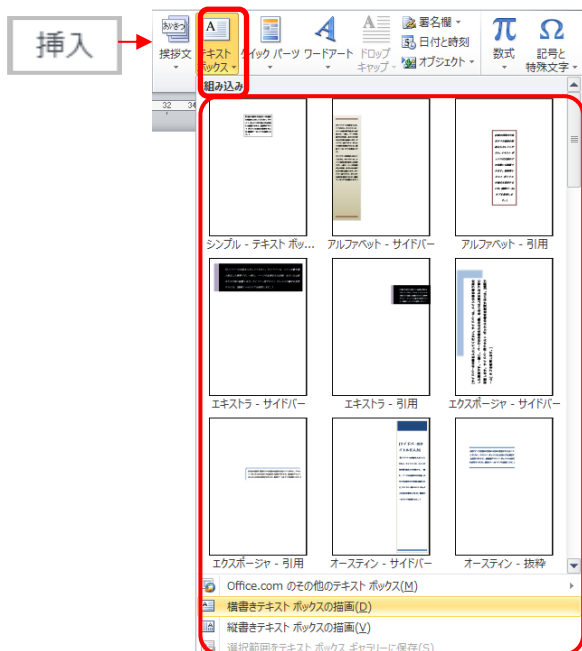 挿入
あいさつ
挨拶文
テキスト
ボックス
クイック パーツ
ワードアート
ドロップ
キャップ
署名欄
日付と時刻
オブジェクト
数式
記号と
特殊文字
組み込み
32 34
シンプル - テキスト ボッ...
アルファベット - サイドバー
アルファベット - 引用
エキストラ - サイドバー
エキストラ - 引用
エクスポージャ - サイドバー
エクスポージャ - 引用
オースティン - サイドバー
オースティン - 抜粋
Office.com のその他のテキスト ボックス(M)
横書きテキスト ボックスの描画(D)
縦書きテキスト ボックスの描画(V)
選択範囲をテキスト ボックス ギャラリーに保存(S)